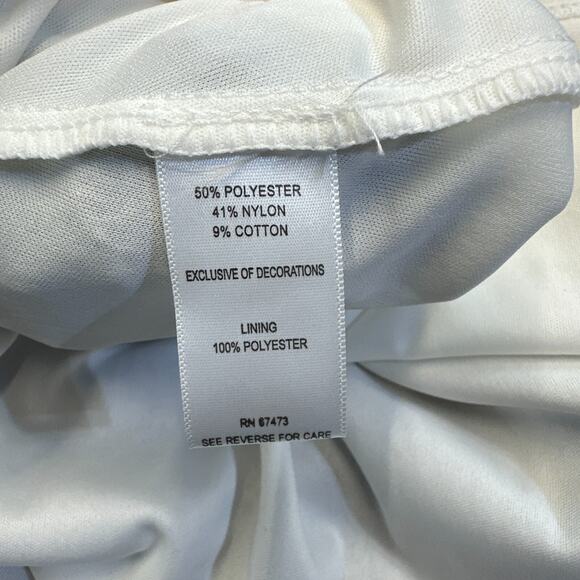 50% POLYESTER
41% NYLON
9% COTTON
EXCLUSIVE OF DECORATIONS
LINING
100% POLYESTER
RN 67473
SEE REVERSE FOR CARE